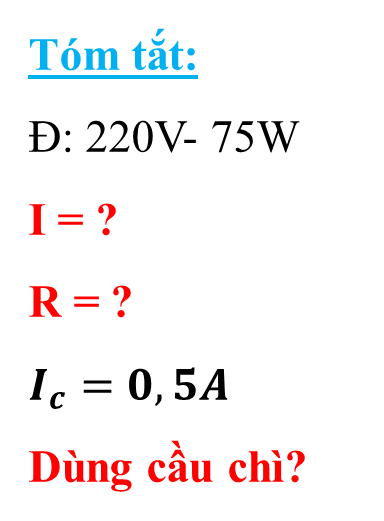 Tóm tắt:
Đ: 220V- 75W
I = ?
R = ?
I_c = 0,5A
Dùng cầu chì?